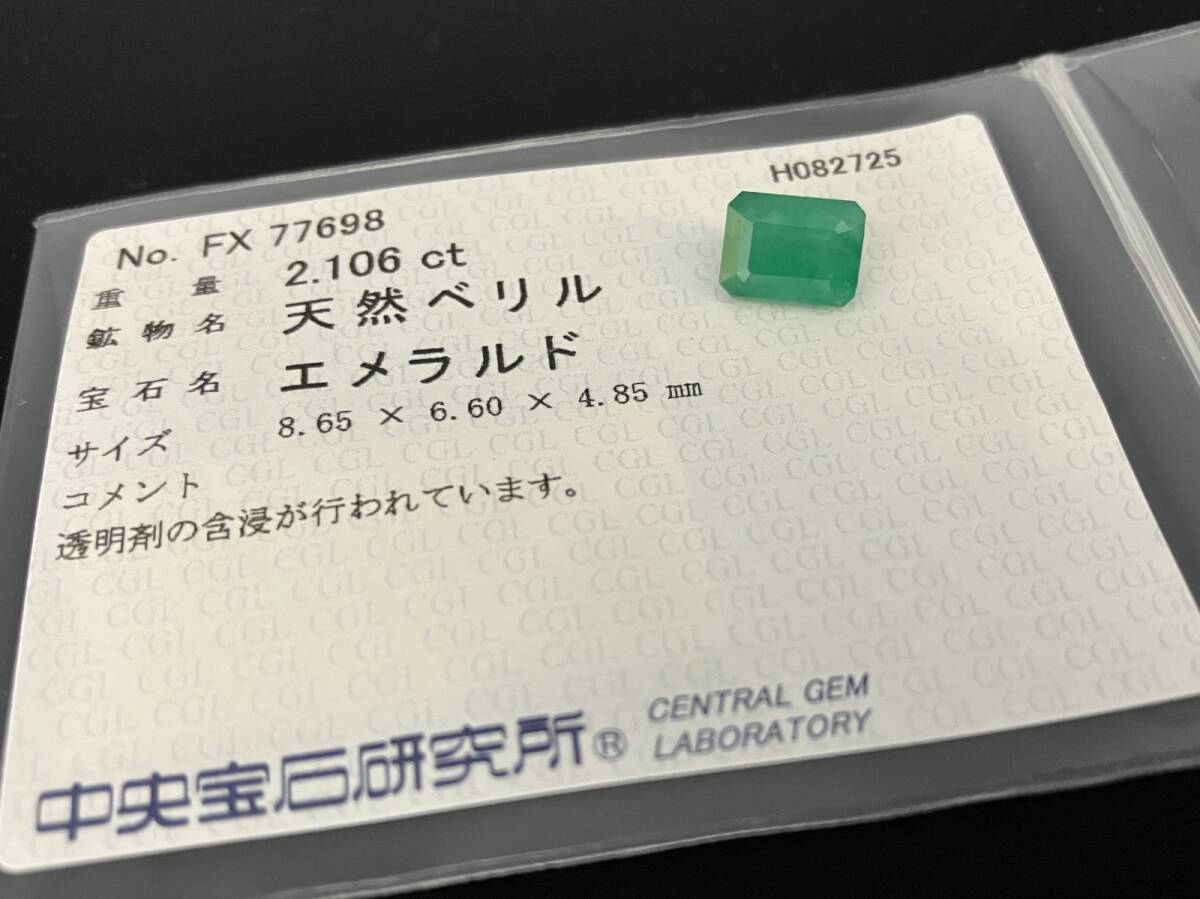 H082725
No. FX 77698
重量 2.106 ct
鉱物名 天然ベリル
宝石名 エメラルド
サイズ 8.65 × 6.60 × 4.85 mm
コメント
透明剤の含浸が行われています。
中央宝石研究所® CENTRAL GEM
LABORATORY